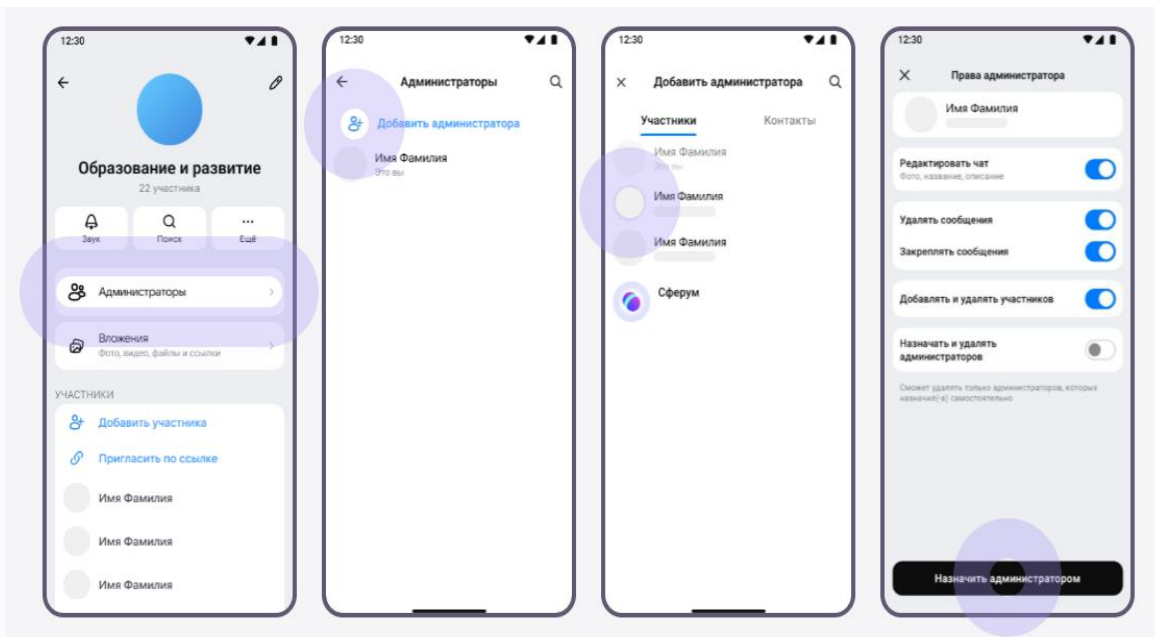 12:30
Образование и развитие
22 участника
Звук
Поиск
Ещё
Администраторы
Вложения
Фото, видео, файлы и ссылки
УЧАСТНИКИ
Добавить участника
Пригласить по ссылке
Имя Фамилия
Имя Фамилия
Имя Фамилия
12:30
Администраторы
Добавить администратора
Имя Фамилия
Это вы
12:30
Добавить администратора
Участники
Контакты
Имя Фамилия
Это вы
Имя Фамилия
Имя Фамилия
Сферум
12:30
Права администратора
Имя Фамилия
Редактировать чат
Фото, название, описание
Удалять сообщения
Закреплять сообщения
Добавлять и удалять участников
Назначать и удалять
администраторов
Сможет удалять только администраторов, которых
назначил(-а) самостоятельно
Назначить администратором